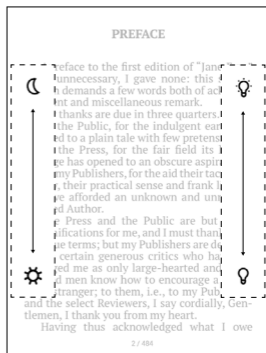 PREFACE
reface to the first edition of "Jane
unnecessary, I gave none: this
demands a few words both of ac
nt and miscellaneous remark.
thanks are due in three quarters.
the Public, for the indulgent ear
d to a plain tale with few pretens
the Press, for the fair field its
e has opened to an obscure aspir
my Publishers, for the aid their tac
, their practical sense and frank l
ve afforded an unknown and un
d Author.
e Press and the Public are but
ifications for me, and I must than
ue terms; but my Publishers are de
certain generous critics who ha
ed me as only large-hearted and
d men know how to encourage a
stranger; to them, i.e., to my Pub
and the select Reviewers, I say cordially, Gen-
tlemen, I thank you from my heart.
Having thus acknowledged what I owe
2 / 484